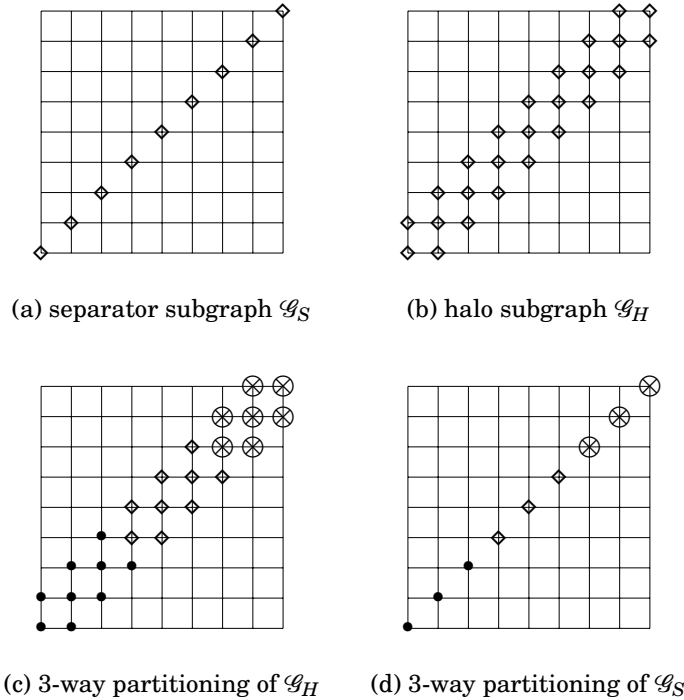 (a) separator subgraph 𝒢S
(b) halo subgraph 𝒢H
(c) 3-way partitioning of 𝒢H
(d) 3-way partitioning of 𝒢S